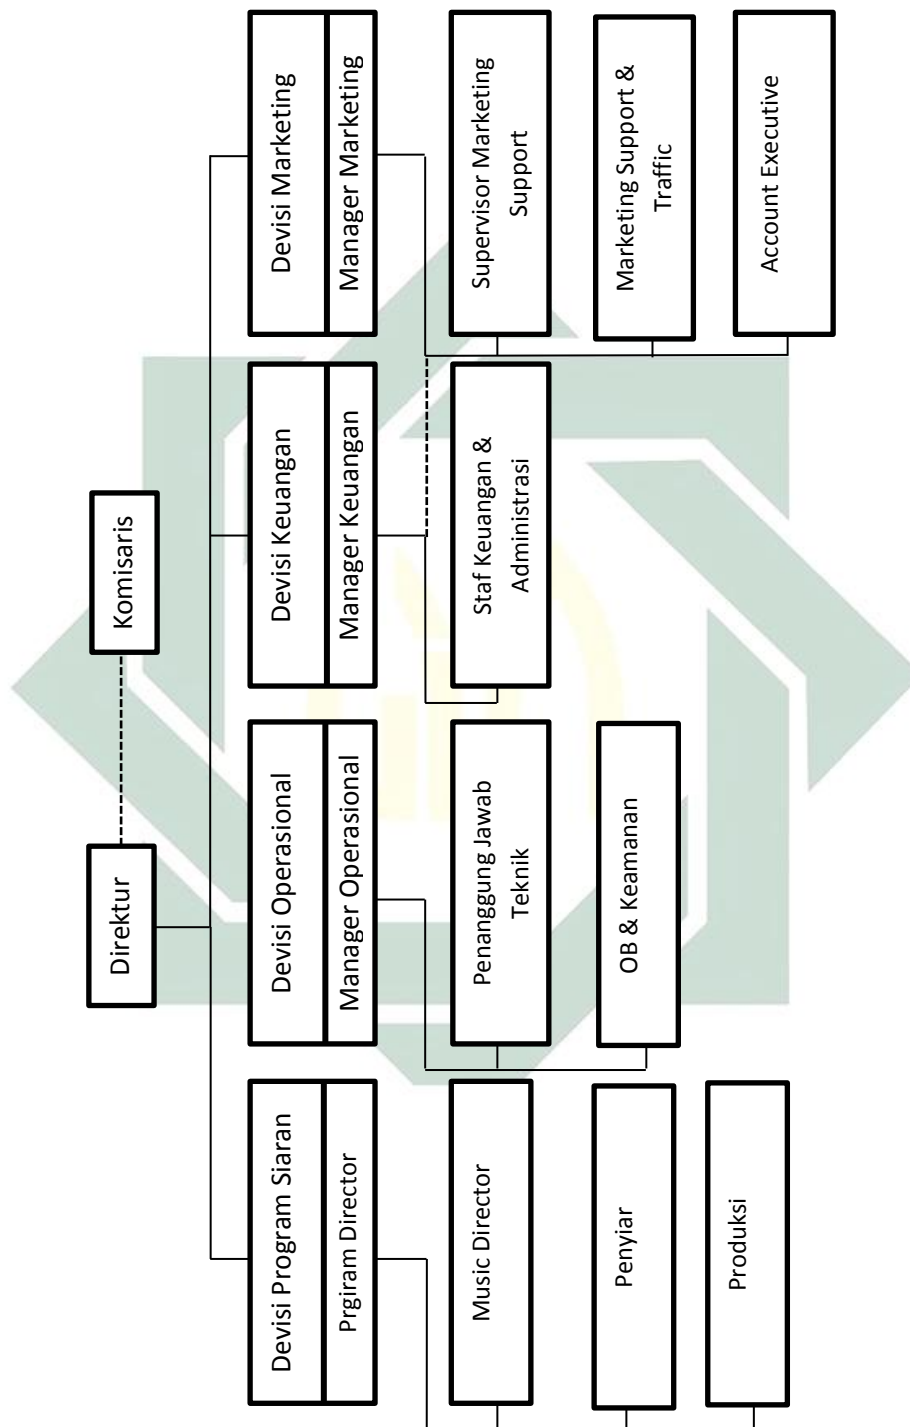 Direktur
Komisaris
Devisi Program Siaran
Prgiram Director
Devisi Operasional
Manager Operasional
Devisi Keuangan
Manager Keuangan
Devisi Marketing
Manager Marketing
Music Director
Penanggung Jawab
Teknik
Staf Keuangan &
Administrasi
Supervisor Marketing
Support
Penyiar
OB & Keamanan
Marketing Support &
Traffic
Produksi
Account Executive